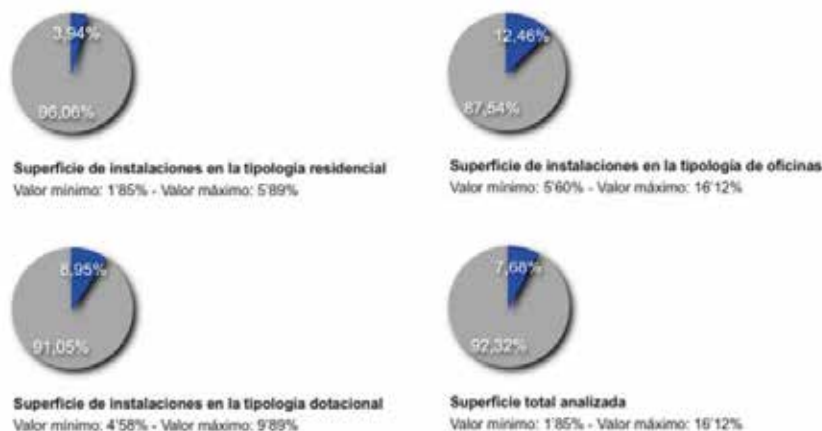 3,94%
96,06%
Superficie de instalaciones en la tipología residencial
Valor mínimo: 1'85% - Valor máximo: 5'89%
12,46%
87,54%
Superficie de instalaciones en la tipología de oficinas
Valor mínimo: 5'60% - Valor máximo: 16'12%
8,95%
91,05%
Superficie de instalaciones en la tipología dotacional
Valor mínimo: 4'58% - Valor máximo: 9'89%
7,68%
92,32%
Superficie total analizada
Valor mínimo: 1'85% - Valor máximo: 16'12%